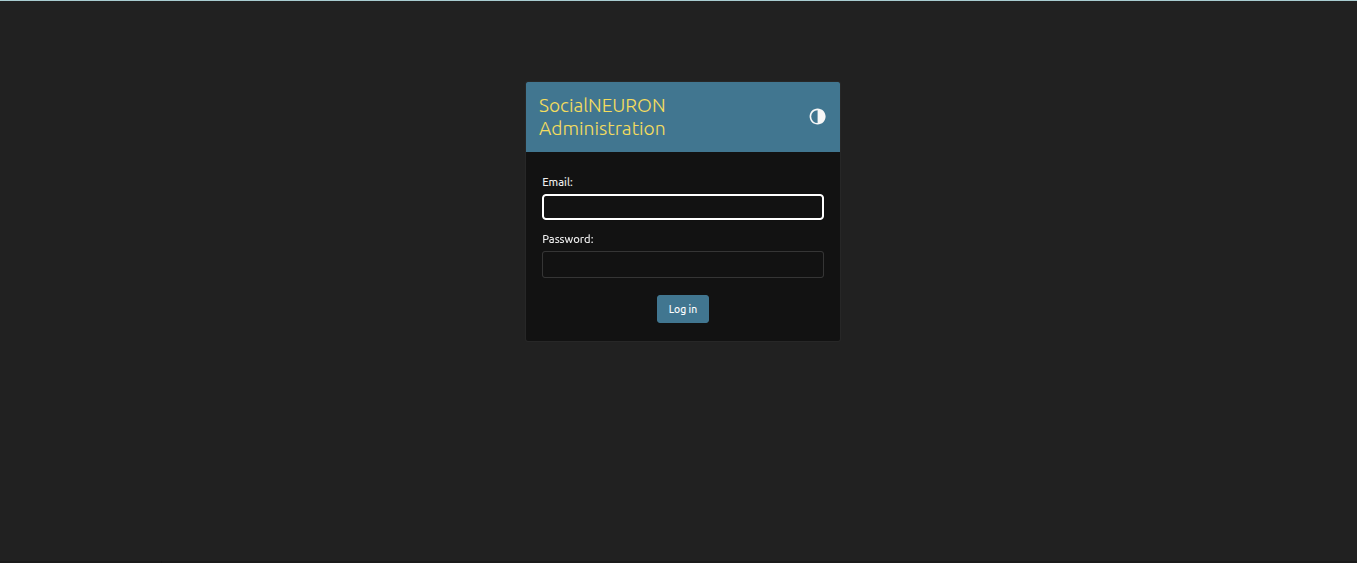 SocialNEURON
Administration
Email:
Password:
Log in